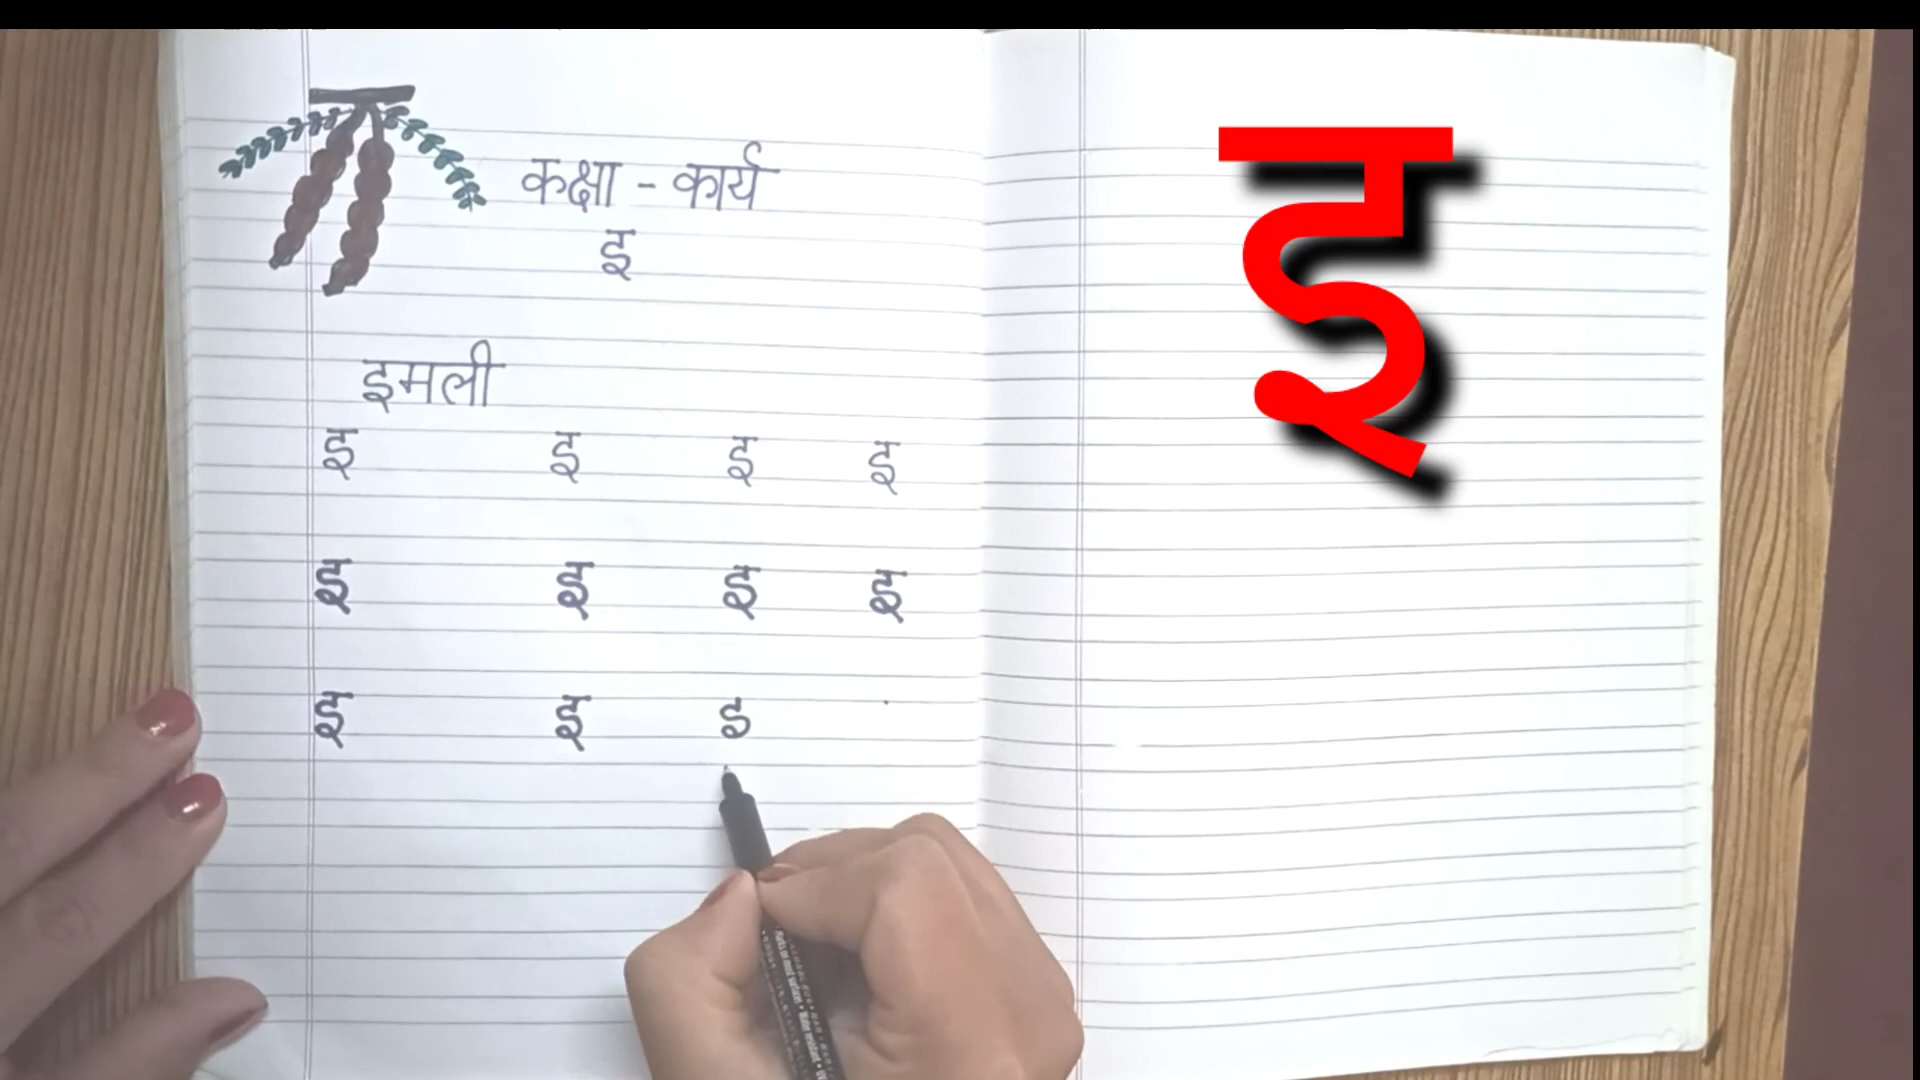 कक्षा - कार्य
इ
इमली
इ इ इ इ
इ इ इ इ
इ इ ड
इ